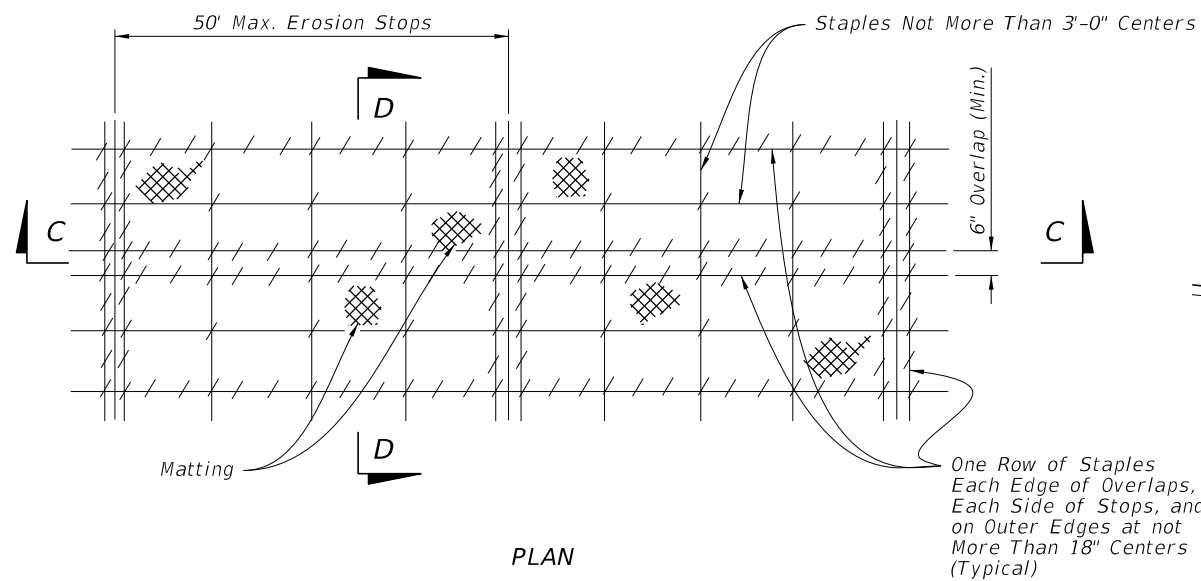 50' Max. Erosion Stops
Staples Not More Than 3'-0" Centers
D
6" Overlap (Min.)
C
C
D
Matting
One Row of Staples
Each Edge of Overlaps,
Each Side of Stops, and
on Outer Edges at not
More Than 18" Centers
(Typical)
PLAN